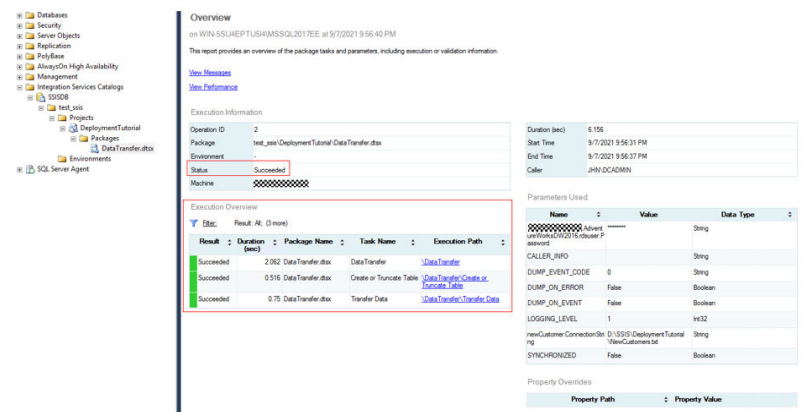 Databases
Security
Server Objects
Replication
PolyBase
AlwaysOn High Availability
Management
Integration Services Catalogs
SSISDB
test_ssis
Projects
DeploymentTutorial
Packages
DataTransfer.dtsx
Environments
SQL Server Agent
Overview
on WIN-5SU4EPTU5H4\MSSQL2017EE at 9/7/2021 9:56:40 PM
This report provides an overview of the package tasks and parameters, including execution or validation information.
View Messages
View Performance
Execution Information
Operation ID 2
Package test_ssis\DeploymentTutorial\DataTransfer.dtsx
Environment -
Status Succeeded
Machine
Duration (sec) 6.156
Start Time 9/7/2021 9:56:31 PM
End Time 9/7/2021 9:56:37 PM
Caller JHN\DCADMIN
Execution Overview
Filter: Result: All; (3 more)
Result Duration (sec) Package Name Task Name Execution Path
Succeeded 2.062 DataTransfer.dtsx DataTransfer \DataTransfer
Succeeded 0.516 DataTransfer.dtsx Create or Truncate Table \DataTransfer\Create or
Truncate Table
Succeeded 0.75 DataTransfer.dtsx Transfer Data \DataTransfer\Transfer Data
Parameters Used
Name Value Data Type
Advent ******** String
ureWorksDW2016.rdsuser.P
assword
CALLER_INFO String
DUMP_EVENT_CODE 0 String
DUMP_ON_ERROR False Boolean
DUMP_ON_EVENT False Boolean
LOGGING_LEVEL 1 Int32
newCustomer.ConnectionStri D:\SSIS\DeploymentTutorial String
ng \NewCustomers.txt
SYNCHRONIZED False Boolean
Property Overrides
Property Path Property Value